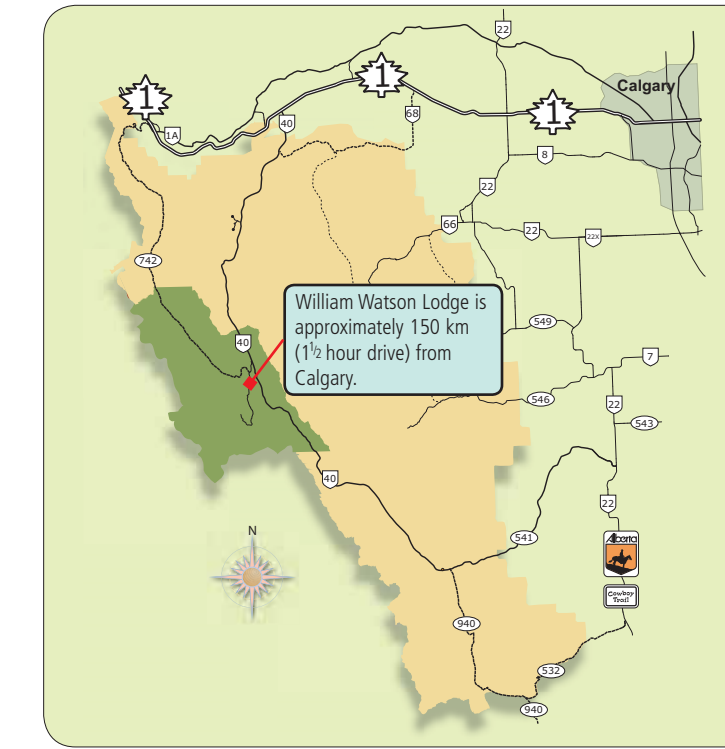 22
1
1
1
Calgary
1A
40
68
8
22
66
22
22X
742
William Watson Lodge is
approximately 150 km
(1 1/2 hour drive) from
Calgary.
549
40
7
546
22
543
40
22
541
Alberta
Cowboy
Trail
N
940
532
940